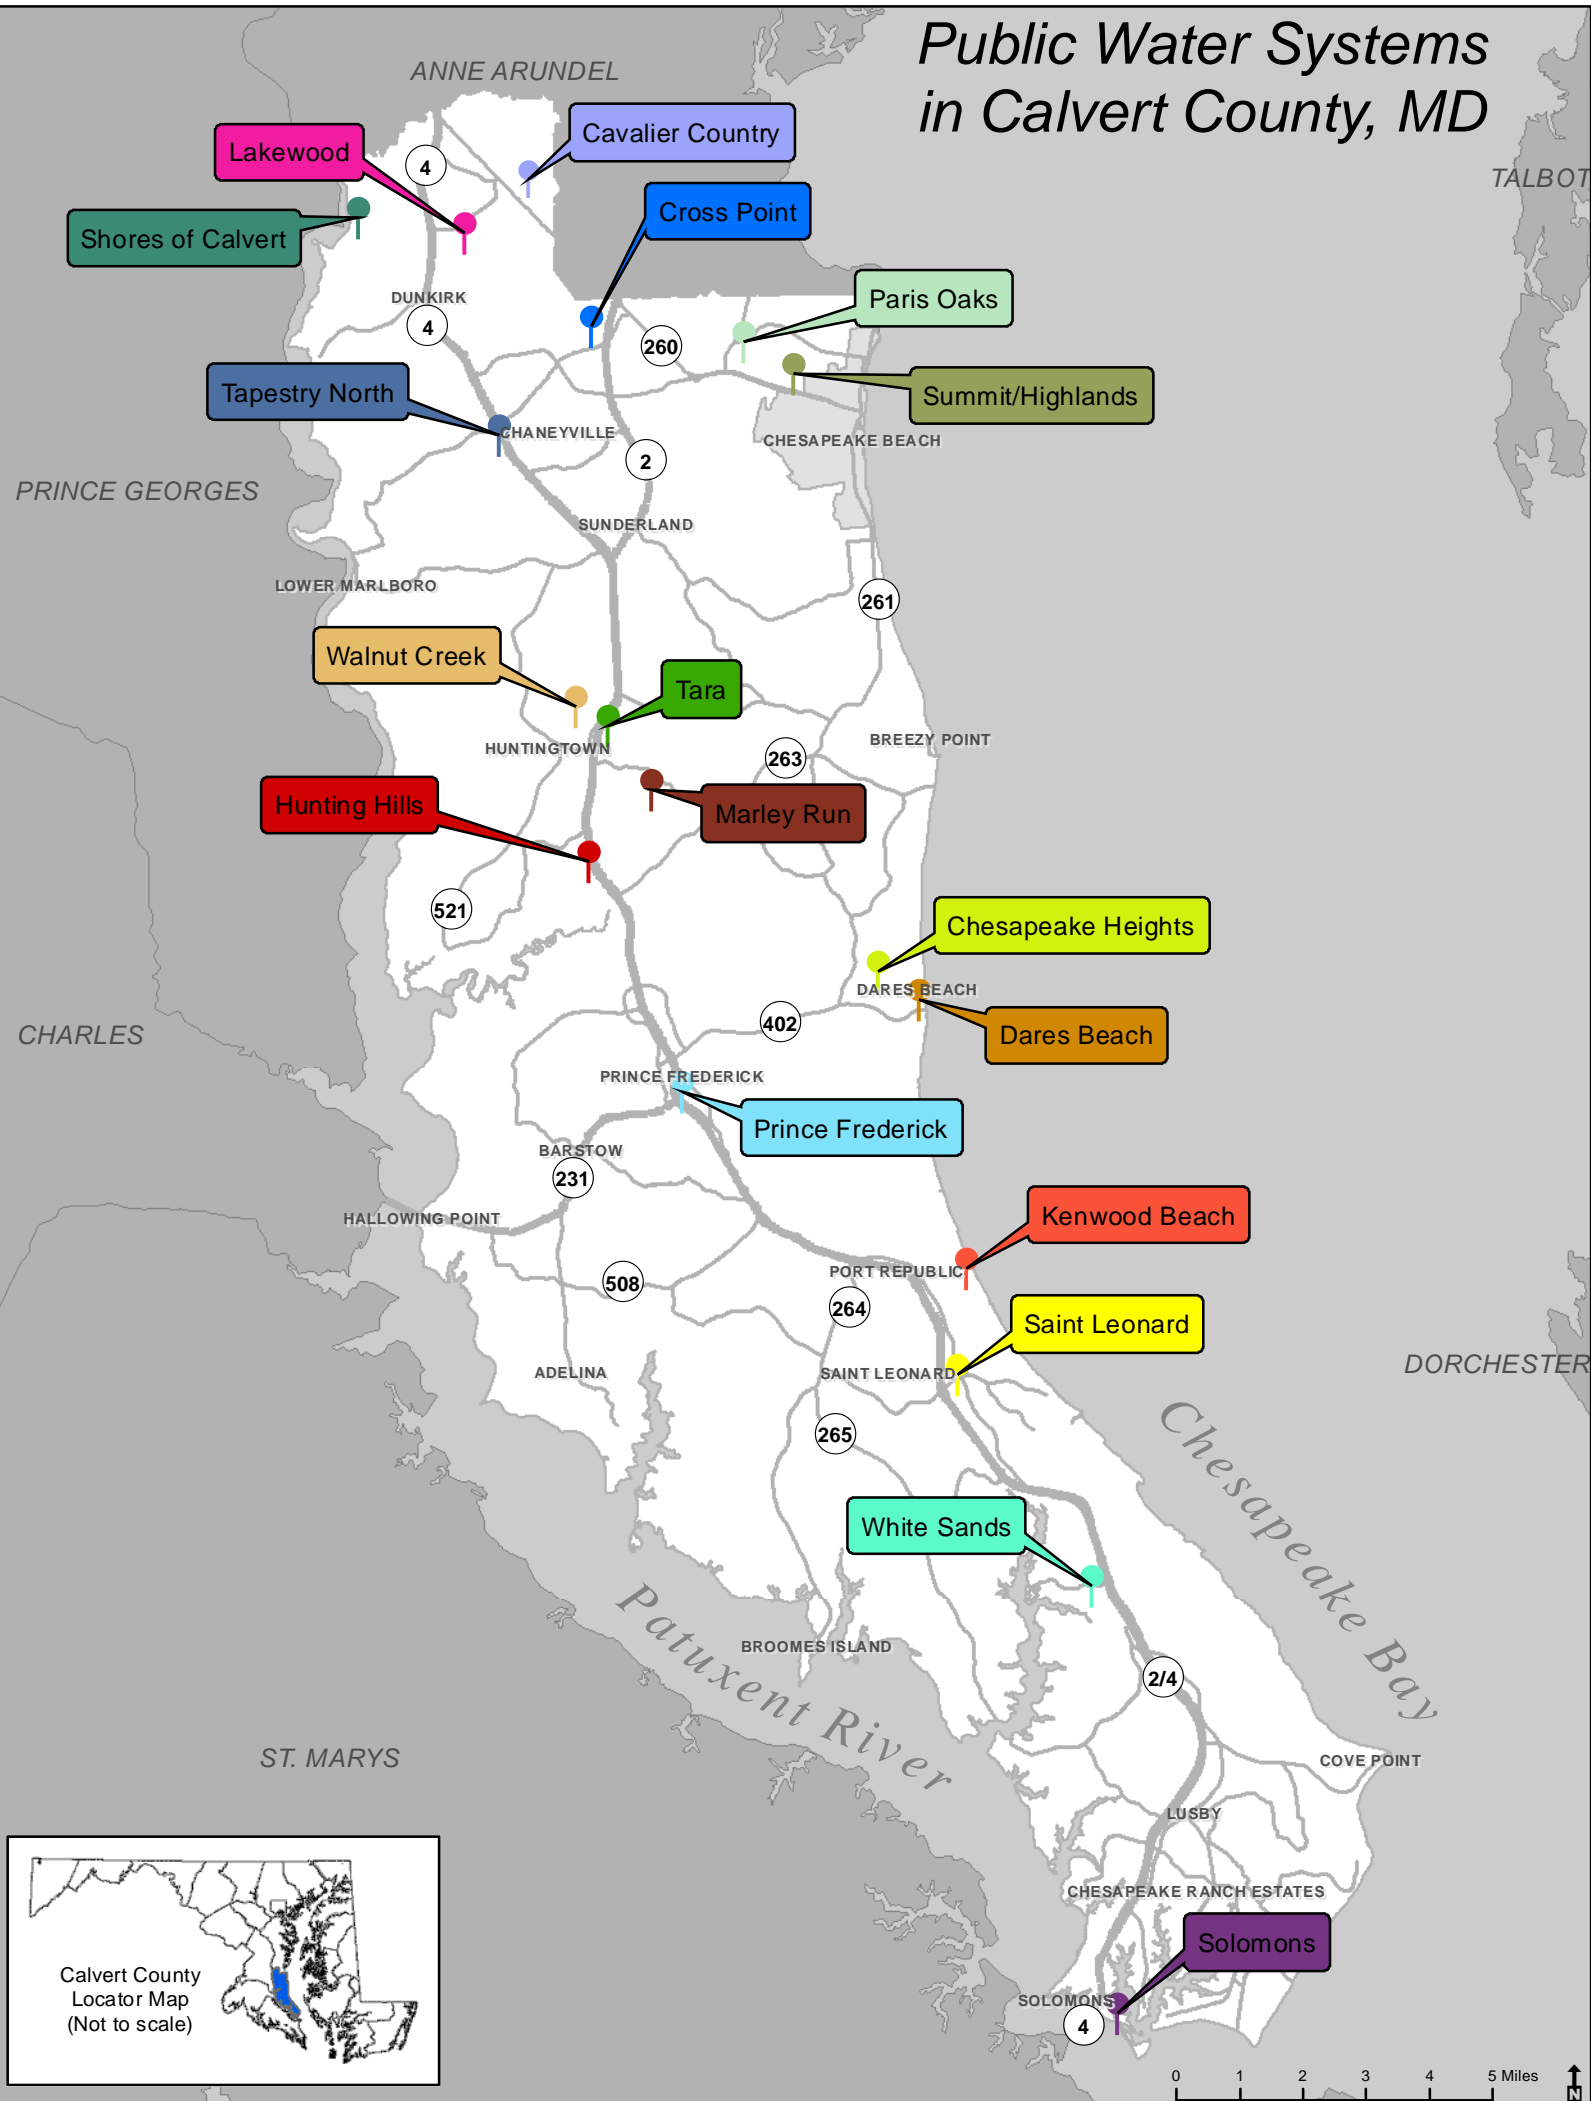 Public Water Systems
in Calvert County, MD
ANNE ARUNDEL
Cavalier Country
Lakewood
4
TALBOT
Cross Point
Shores of Calvert
Paris Oaks
DUNKIRK
4
260
Tapestry North
Summit/Highlands
CHANEYVILLE
CHESAPEAKE BEACH
2
PRINCE GEORGES
SUNDERLAND
LOWER MARLBORO
261
Walnut Creek
Tara
HUNTINGTOWN
BREEZY POINT
263
Hunting Hills
Marley Run
521
Chesapeake Heights
DARES BEACH
402
CHARLES
Dares Beach
PRINCE FREDERICK
Prince Frederick
BARSTOW
231
HALLOWING POINT
Kenwood Beach
PORT REPUBLIC
508
264
Saint Leonard
DORCHESTER
ADELINA
SAINT LEONARD
265
Chesapeake Bay
White Sands
Patuxent River
BROOMES ISLAND
2/4
ST. MARYS
COVE POINT
LUSBY
CHESAPEAKE RANCH ESTATES
Solomons
SOLOMONS
4
Calvert County
Locator Map
(Not to scale)
0 1 2 3 4 5 Miles
N